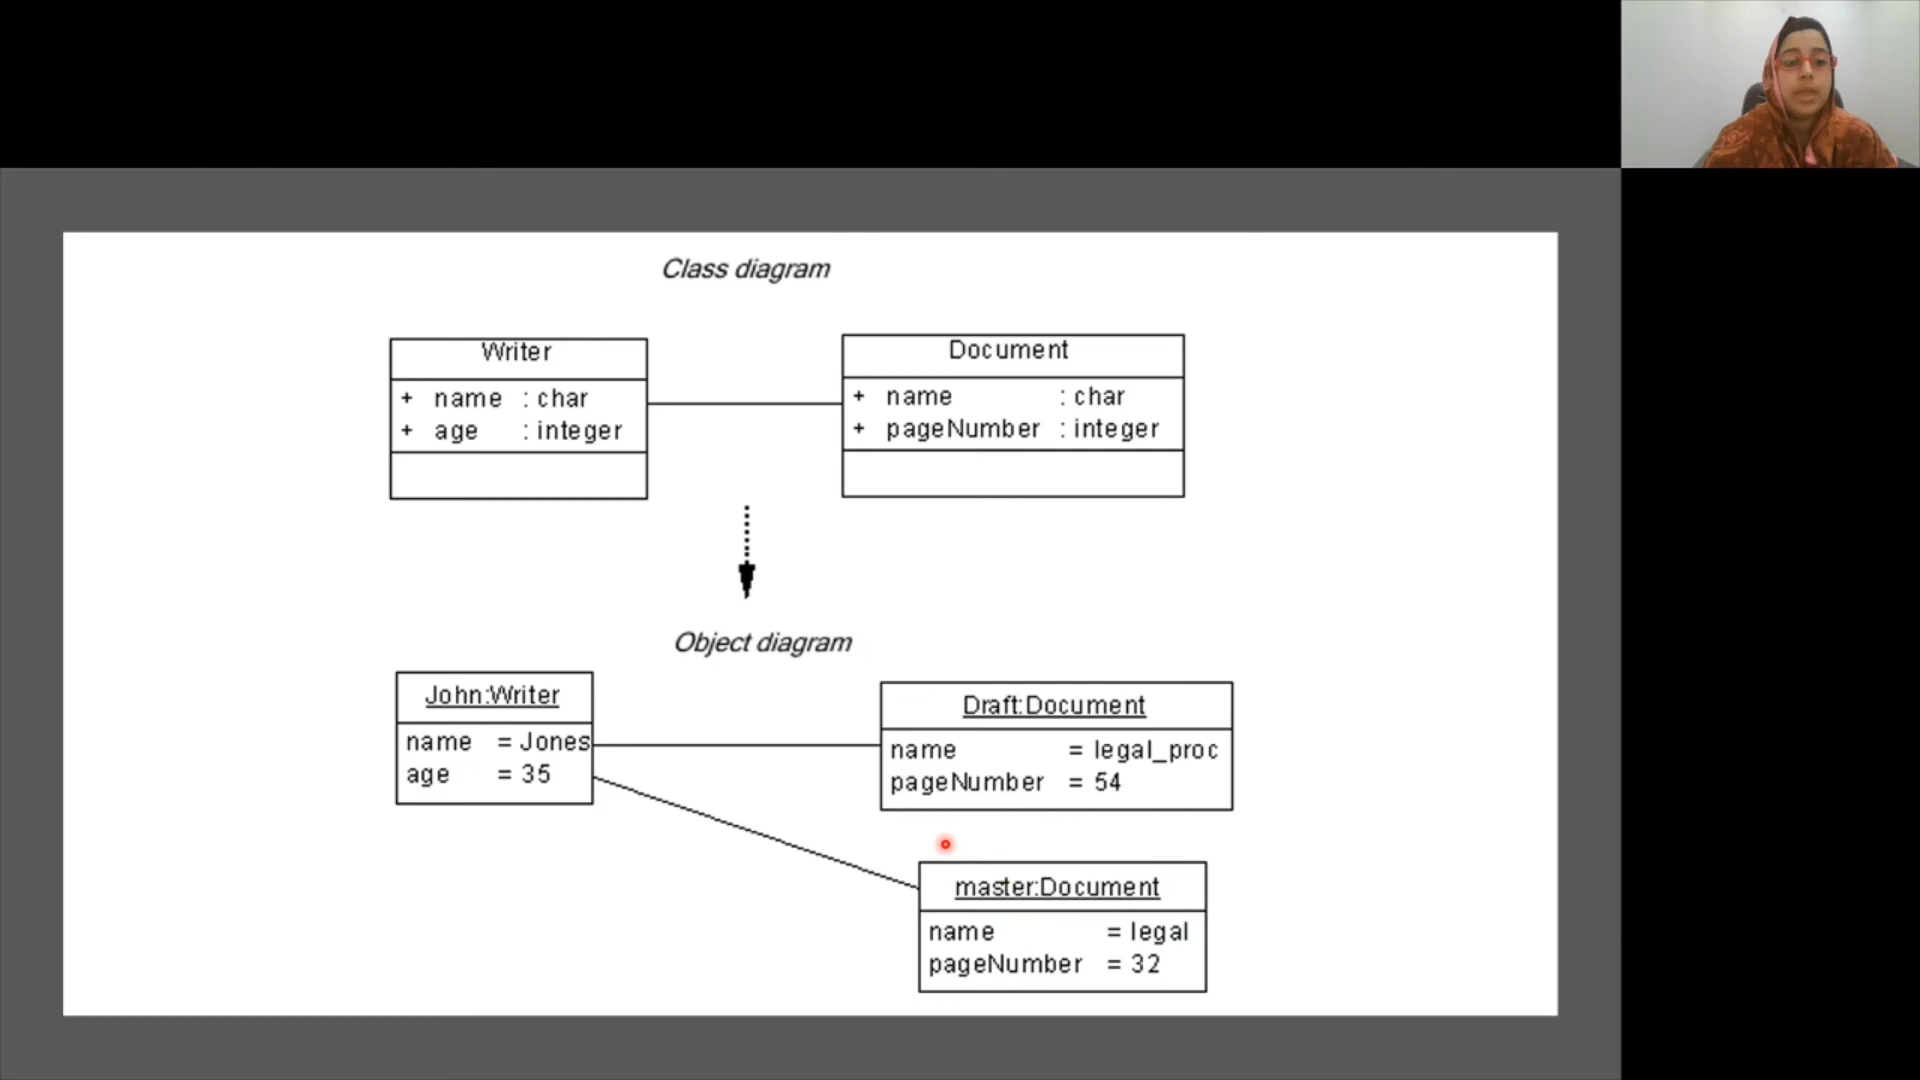 Class diagram
Writer
+ name : char
+ age : integer
Document
+ name : char
+ pageNumber : integer
Object diagram
John:Writer
name = Jones
age = 35
Draft:Document
name = legal_proc
pageNumber = 54
master:Document
name = legal
pageNumber = 32